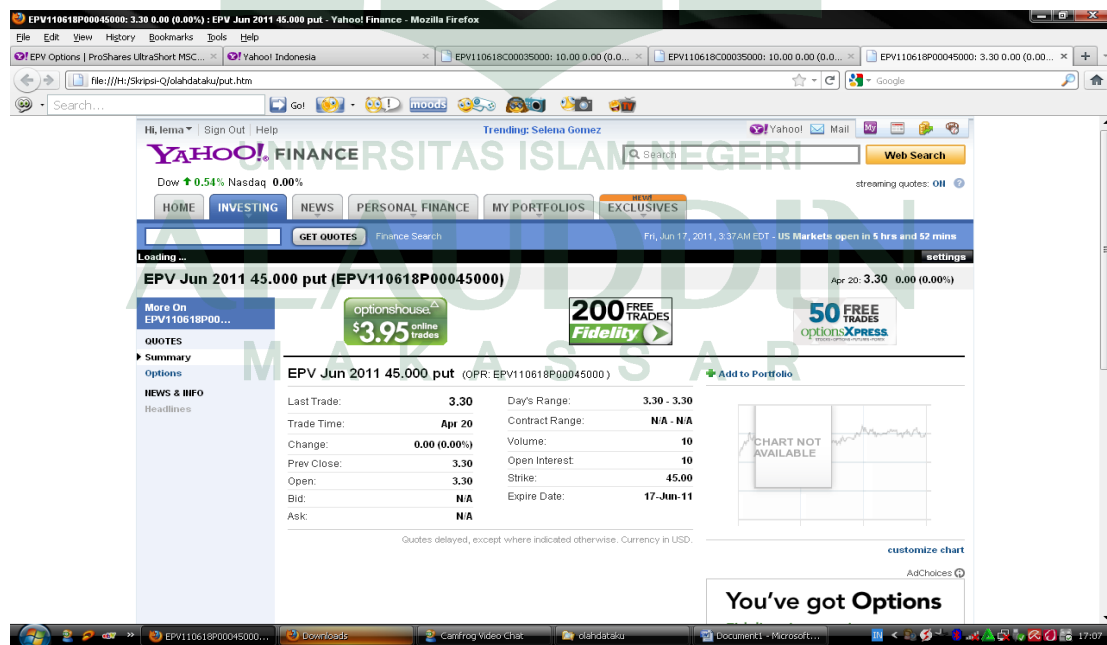 EPV110618P00045000: 3.30 0.00 (0.00%) : EPV Jun 2011 45.000 put - Yahoo! Finance - Mozilla Firefox
File Edit View History Bookmarks Tools Help
EPV Options | ProShares UltraShort MSC... Yahoo! Indonesia EPV110618C00035000: 10.00 0.00 (0.0... EPV110618C00035000: 10.00 0.00 (0.0... EPV110618P00045000: 3.30 0.00 (0.00...
file:///H:/Skripsi-Q/olahdataku/put.htm Google
Search... Go! moods
Hi, lema Sign Out Help Trending: Selena Gomez Yahoo! Mail My
YAHOO! FINANCE Search Web Search
UNIVERSITAS ISLAM NEGERI
Dow 0.54% Nasdaq 0.00% streaming quotes: ON
HOME INVESTING NEWS PERSONAL FINANCE MY PORTFOLIOS NEW! EXCLUSIVES
GET QUOTES Finance Search Fri, Jun 17, 2011, 3:37AM EDT - US Markets open in 5 hrs and 52 mins
Loading ... settings
ALAUDDIN
EPV Jun 2011 45.000 put (EPV110618P00045000) Apr 20: 3.30 0.00 (0.00%)
More On
EPV110618P00...
optionshouse. $3.95 online trades
200 FREE TRADES Fidelity
50 FREE TRADES optionsXpress
QUOTES
Summary
Options
NEWS & INFO
Headlines
MAKASSAR
EPV Jun 2011 45.000 put (OPR: EPV110618P00045000) Add to Portfolio
Last Trade: 3.30 Day's Range: 3.30 - 3.30
Trade Time: Apr 20 Contract Range: N/A - N/A
Change: 0.00 (0.00%) Volume: 10
Prev Close: 3.30 Open Interest: 10
Open: 3.30 Strike: 45.00
Bid: N/A Expire Date: 17-Jun-11
Ask: N/A
CHART NOT
AVAILABLE
Quotes delayed, except where indicated otherwise. Currency in USD.
customize chart
AdChoices
You've got Options
EPV110618P00045000... Downloads Camfrog Video Chat olahdataku Document1 - Microsoft... IN 17:07